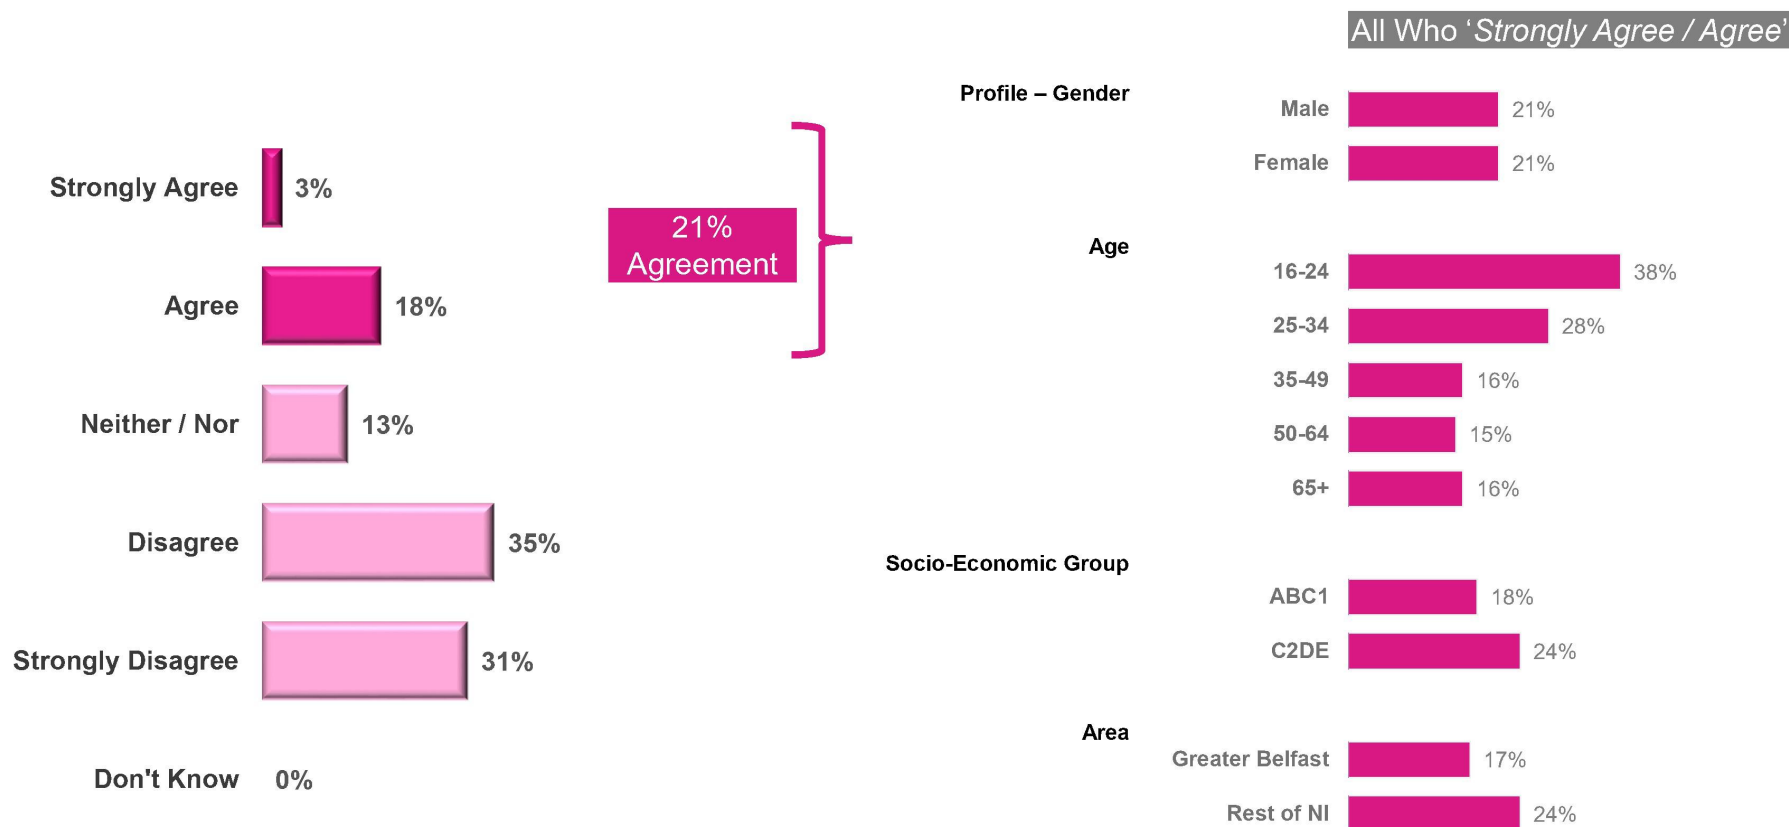 All Who ‘Strongly Agree / Agree’
Strongly Agree 3%
Agree 18%
Neither / Nor 13%
Disagree 35%
Strongly Disagree 31%
Don't Know 0%
21%
Agreement
Profile – Gender
Male 21%
Female 21%
Age
16-24 38%
25-34 28%
35-49 16%
50-64 15%
65+ 16%
Socio-Economic Group
ABC1 18%
C2DE 24%
Area
Greater Belfast 17%
Rest of NI 24%